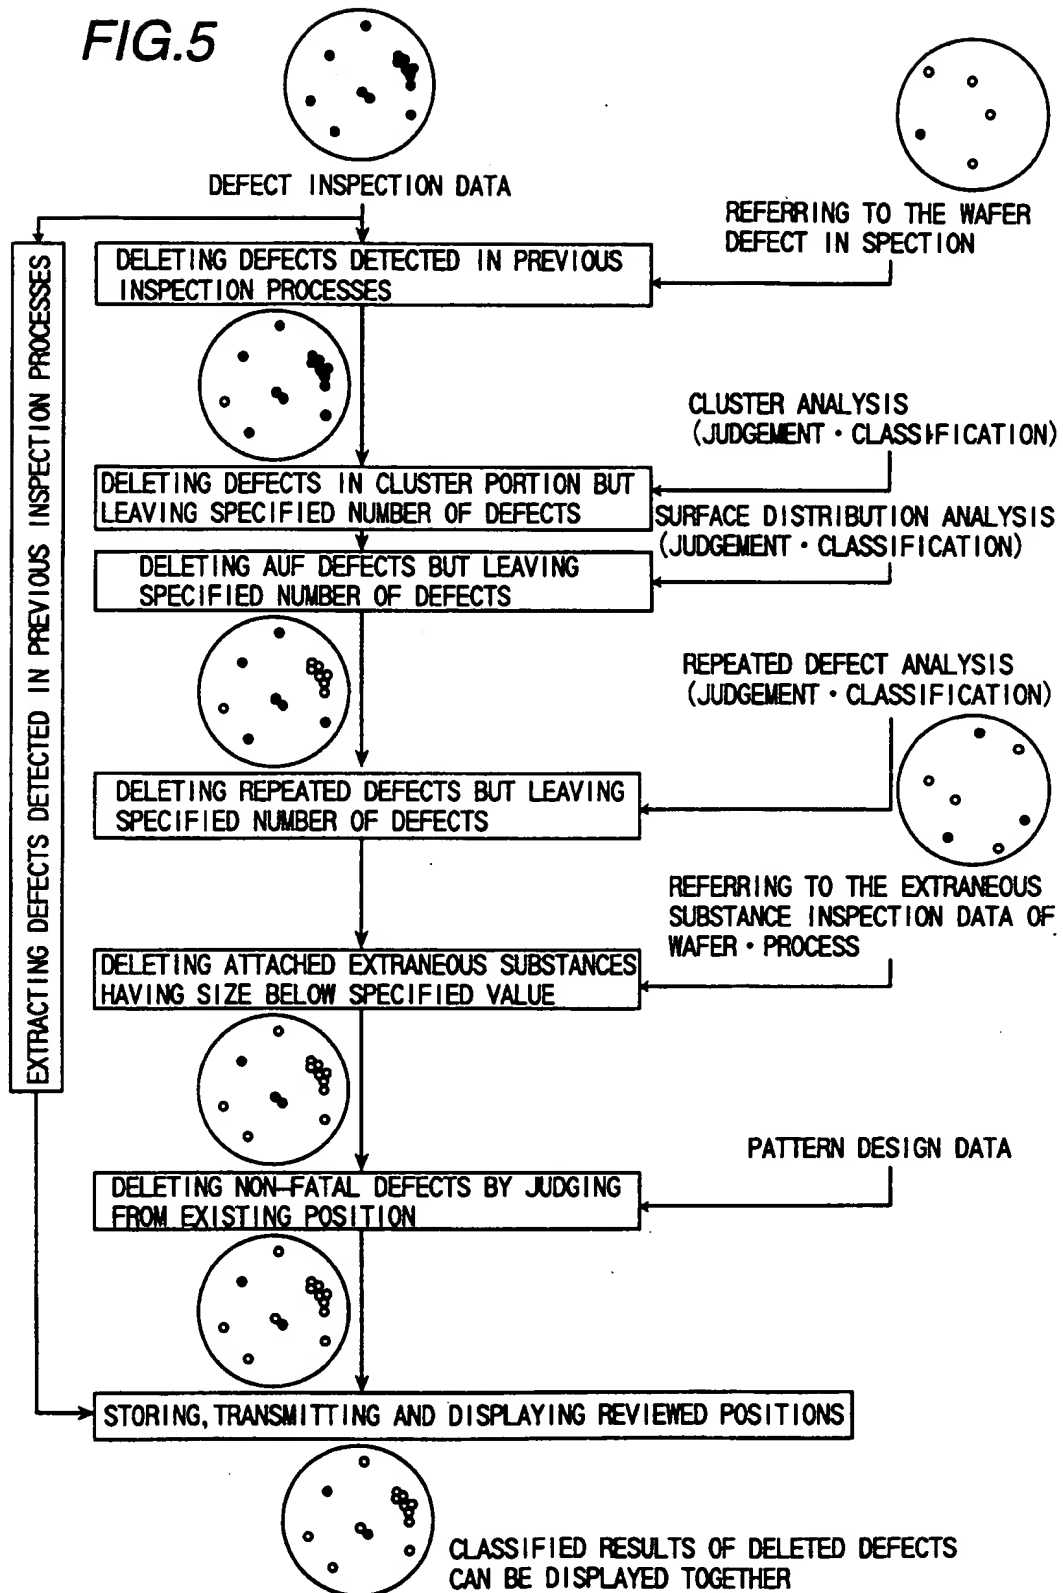 FIG.5
DEFECT INSPECTION DATA
REFERRING TO THE WAFER
DEFECT IN SPECTION
EXTRACTING DEFECTS DETECTED IN PREVIOUS INSPECTION PROCESSES
DELETING DEFECTS DETECTED IN PREVIOUS
INSPECTION PROCESSES
CLUSTER ANALYSIS
(JUDGEMENT・CLASSIFICATION)
DELETING DEFECTS IN CLUSTER PORTION BUT
LEAVING SPECIFIED NUMBER OF DEFECTS
SURFACE DISTRIBUTION ANALYSIS
(JUDGEMENT・CLASSIFICATION)
DELETING AUF DEFECTS BUT LEAVING
SPECIFIED NUMBER OF DEFECTS
REPEATED DEFECT ANALYSIS
(JUDGEMENT・CLASSIFICATION)
DELETING REPEATED DEFECTS BUT LEAVING
SPECIFIED NUMBER OF DEFECTS
REFERRING TO THE EXTRANEOUS
SUBSTANCE INSPECTION DATA OF
WAFER・PROCESS
DELETING ATTACHED EXTRANEOUS SUBSTANCES
HAVING SIZE BELOW SPECIFIED VALUE
PATTERN DESIGN DATA
DELETING NON-FATAL DEFECTS BY JUDGING
FROM EXISTING POSITION
STORING, TRANSMITTING AND DISPLAYING REVIEWED POSITIONS
CLASSIFIED RESULTS OF DELETED DEFECTS
CAN BE DISPLAYED TOGETHER